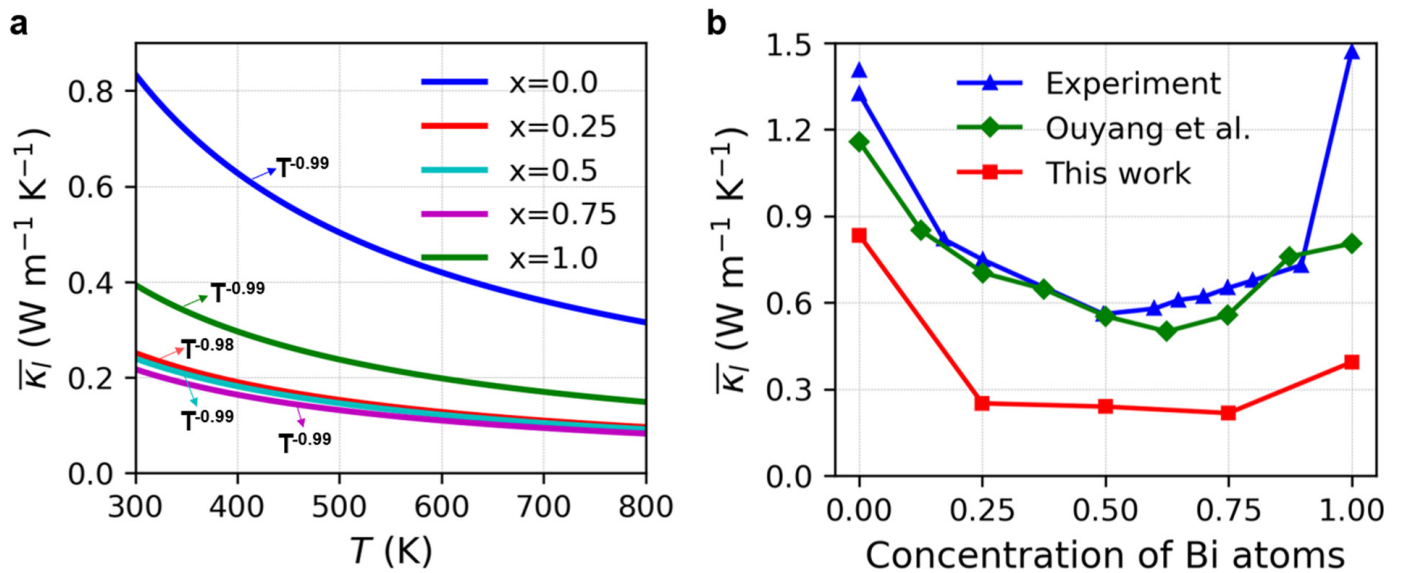 a
0.8
0.6
0.4
0.2
0.0
300 400 500 600 700 800
T (K)
κ̅l (W m−1 K−1)
x=0.0
x=0.25
x=0.5
x=0.75
x=1.0
T-0.99
T-0.99
T-0.98
T-0.99
T-0.99
b
1.5
1.2
0.9
0.6
0.3
0.0
0.00 0.25 0.50 0.75 1.00
Concentration of Bi atoms
κ̅l (W m−1 K−1)
Experiment
Ouyang et al.
This work